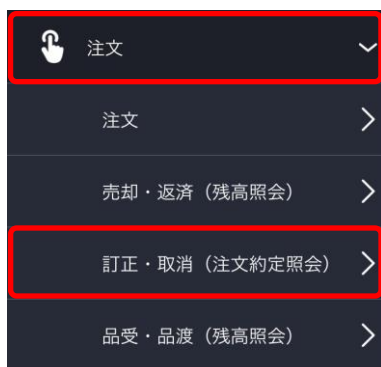 注文
注文
売却・返済（残高照会）
訂正・取消（注文約定照会）
品受・品渡（残高照会）